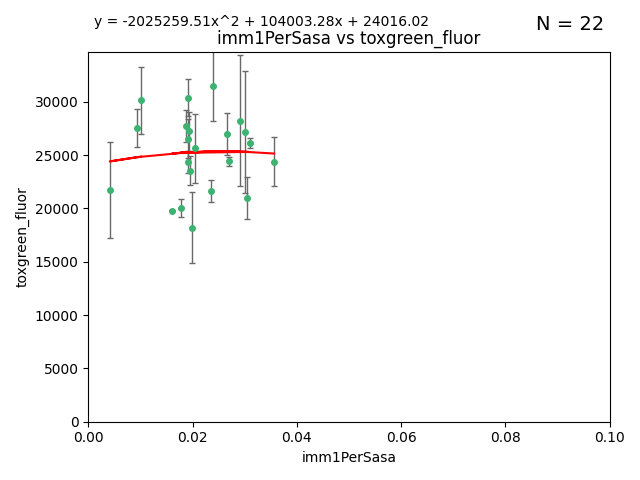 y = -2025259.51x^2 + 104003.28x + 24016.02
N = 22
imm1PerSasa vs toxgreen_fluor
30000
25000
20000
15000
10000
5000
0
toxgreen_fluor
0.00 0.02 0.04 0.06 0.08 0.10
imm1PerSasa